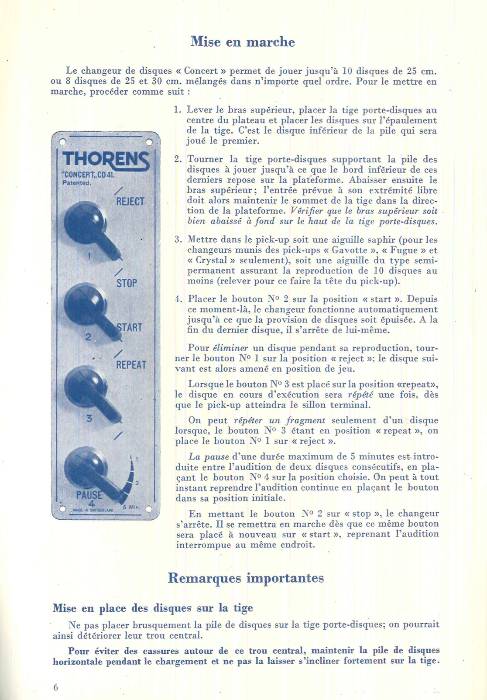 Mise en marche
Le changeur de disques « Concert » permet de jouer jusqu'à 10 disques de 25 cm.
ou 8 disques de 25 et 30 cm. mélangés dans n'importe quel ordre. Pour le mettre en
marche, procéder comme suit :
THORENS
"CONCERT" CD 41.
Patented.
REJECT
STOP
START
2
REPEAT
3
PAUSE
4
5 Min.
MADE IN SWITZERLAND
1. Lever le bras supérieur, placer la tige porte-disques au
centre du plateau et placer les disques sur l'épaulement
de la tige. C'est le disque inférieur de la pile qui sera
joué le premier.
2. Tourner la tige porte-disques supportant la pile des
disques à jouer jusqu'à ce que le bord inférieur de ces
derniers repose sur la plateforme. Abaisser ensuite le
bras supérieur; l'entrée prévue à son extrémité libre
doit alors maintenir le sommet de la tige dans la direc-
tion de la plateforme. Vérifier que le bras supérieur soit
bien abaissé à fond sur le haut de la tige porte-disques.
3. Mettre dans le pick-up soit une aiguille saphir (pour les
changeurs munis des pick-ups « Gavotte », « Fugue » et
« Crystal » seulement), soit une aiguille du type semi-
permanent assurant la reproduction de 10 disques au
moins (relever pour ce faire la tête du pick-up).
4. Placer le bouton No 2 sur la position « start ». Depuis
ce moment-là, le changeur fonctionne automatiquement
jusqu'à ce que la provision de disques soit épuisée. A la
fin du dernier disque, il s'arrête de lui-même.
Pour éliminer un disque pendant sa reproduction, tour-
ner le bouton No 1 sur la position « reject »; le disque sui-
vant est alors amené en position de jeu.
Lorsque le bouton No 3 est placé sur la position «repeat»,
le disque en cours d'exécution sera répété une fois, dès
que le pick-up atteindra le sillon terminal.
On peut répéter un fragment seulement d'un disque
lorsque, le bouton No 3 étant en position « repeat », on
place le bouton No 1 sur « reject ».
La pause d'une durée maximum de 5 minutes est intro-
duite entre l'audition de deux disques consécutifs, en pla-
çant le bouton No 4 sur la position choisie. On peut à tout
instant reprendre l'audition continue en plaçant le bouton
dans sa position initiale.
En mettant le bouton No 2 sur « stop », le changeur
s'arrête. Il se remettra en marche dès que ce même bouton
sera placé à nouveau sur « start », reprenant l'audition
interrompue au même endroit.
Remarques importantes
Mise en place des disques sur la tige
Ne pas placer brusquement la pile de disques sur la tige porte-disques; on pourrait
ainsi détériorer leur trou central.
Pour éviter des cassures autour de ce trou central, maintenir la pile de disques
horizontale pendant le chargement et ne pas la laisser s'incliner fortement sur la tige.
6